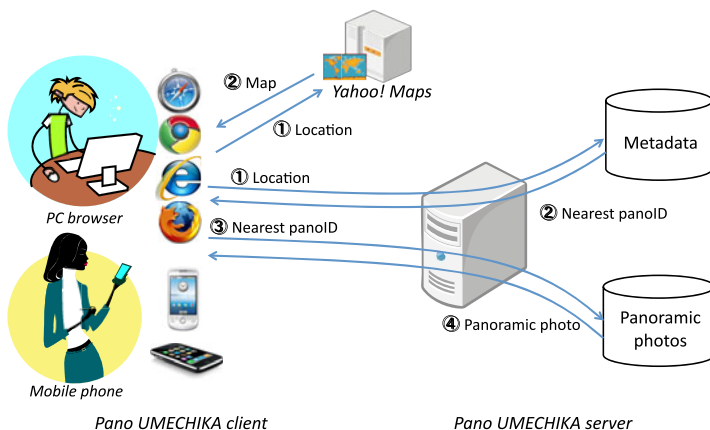 ② Map
Yahoo! Maps
① Location
Metadata
① Location
PC browser
② Nearest panoID
③ Nearest panoID
④ Panoramic photo
Panoramic
photos
Mobile phone
Pano UMECHIKA client
Pano UMECHIKA server